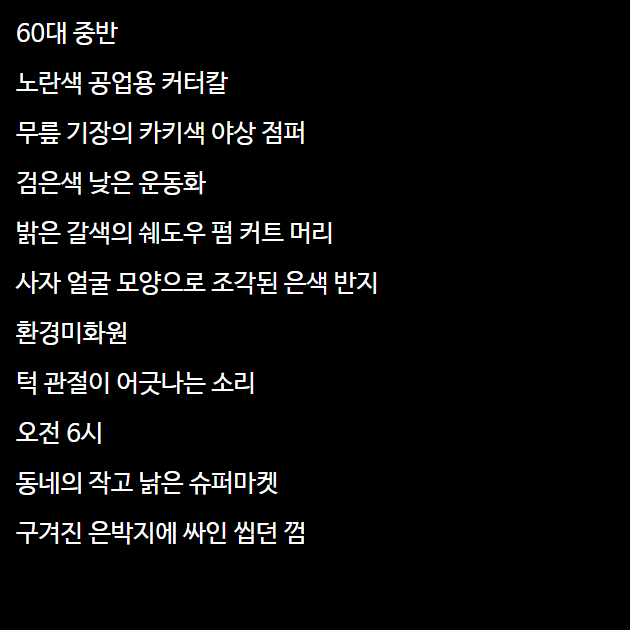 60대 중반
노란색 공업용 커터칼
무릎 기장의 카키색 야상 점퍼
검은색 낮은 운동화
밝은 갈색의 쉐도우 펌 커트 머리
사자 얼굴 모양으로 조각된 은색 반지
환경미화원
턱 관절이 어긋나는 소리
오전 6시
동네의 작고 낡은 슈퍼마켓
구겨진 은박지에 싸인 씹던 껌